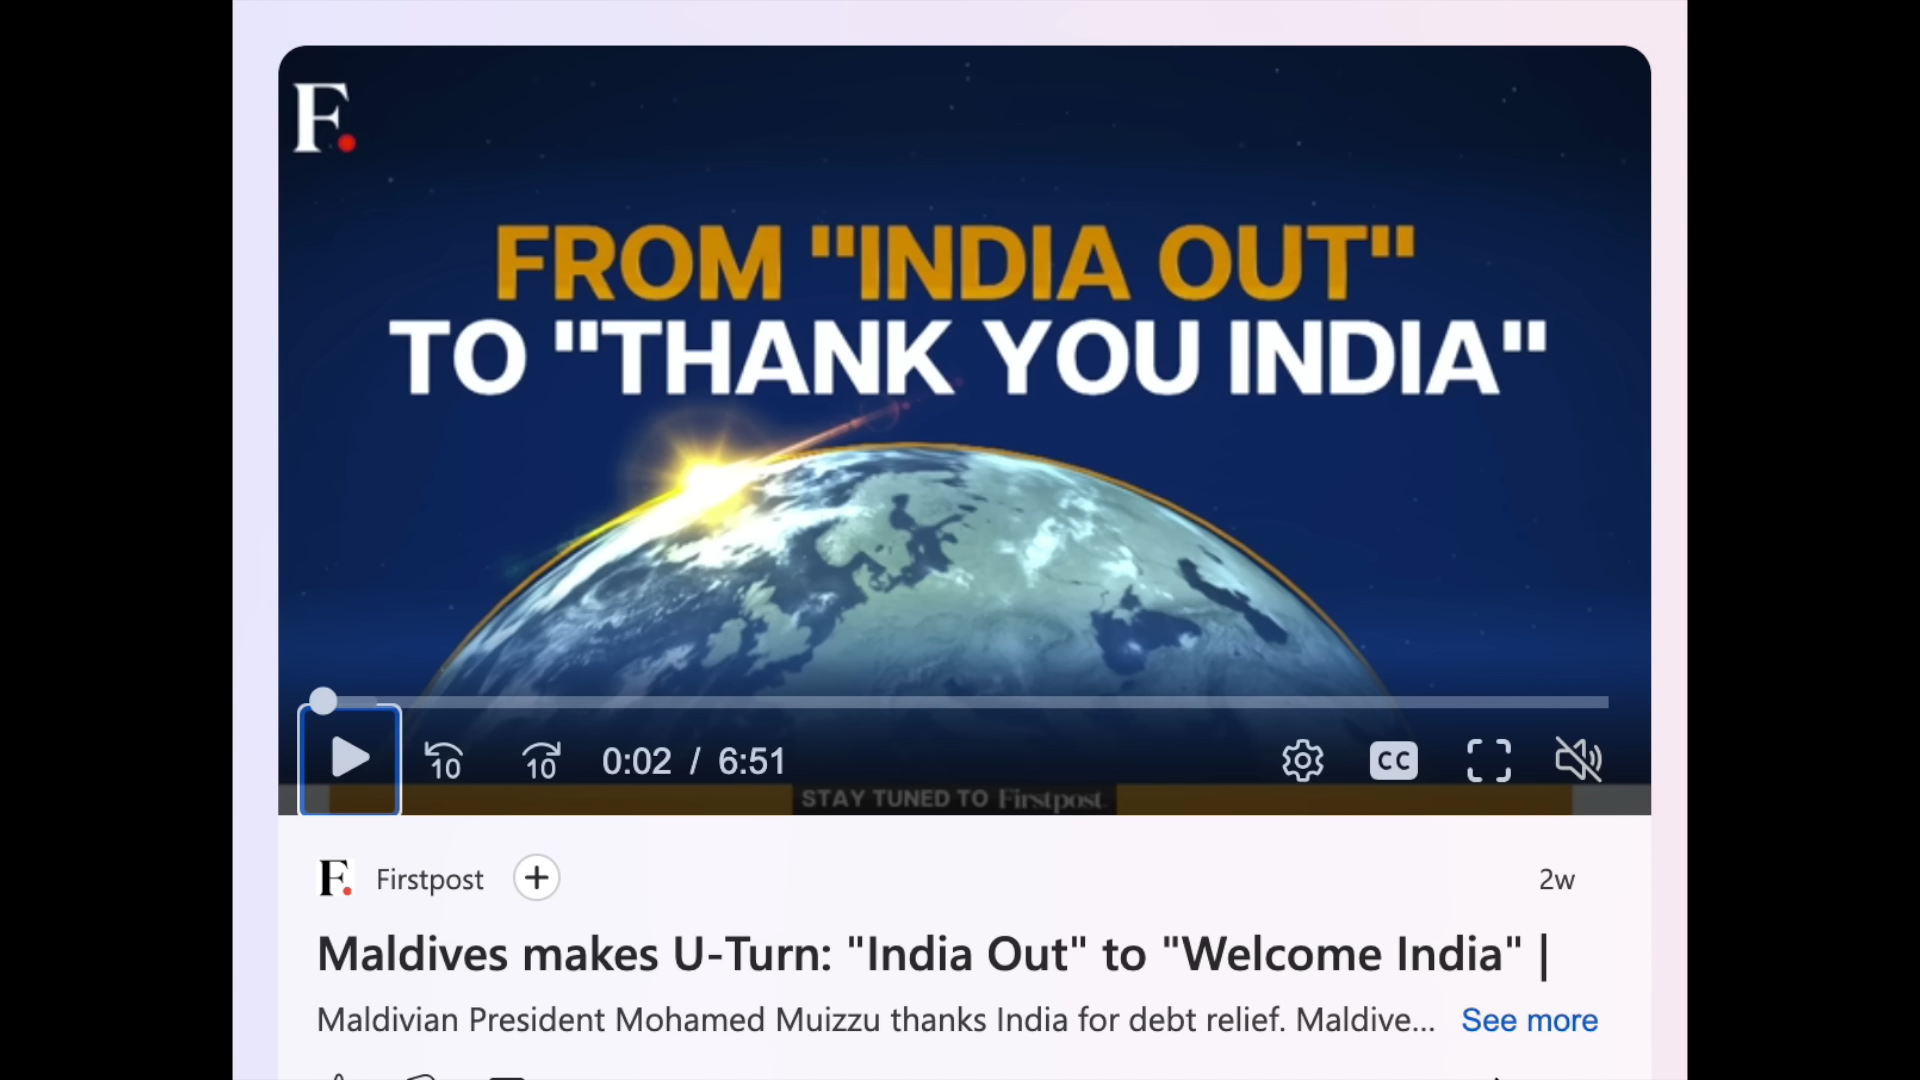 F.
FROM "INDIA OUT"
TO "THANK YOU INDIA"
10 10 0:02 / 6:51 CC
STAY TUNED TO Firstpost.
F. Firstpost + 2w
Maldives makes U-Turn: "India Out" to "Welcome India" |
Maldivian President Mohamed Muizzu thanks India for debt relief. Maldive... See more